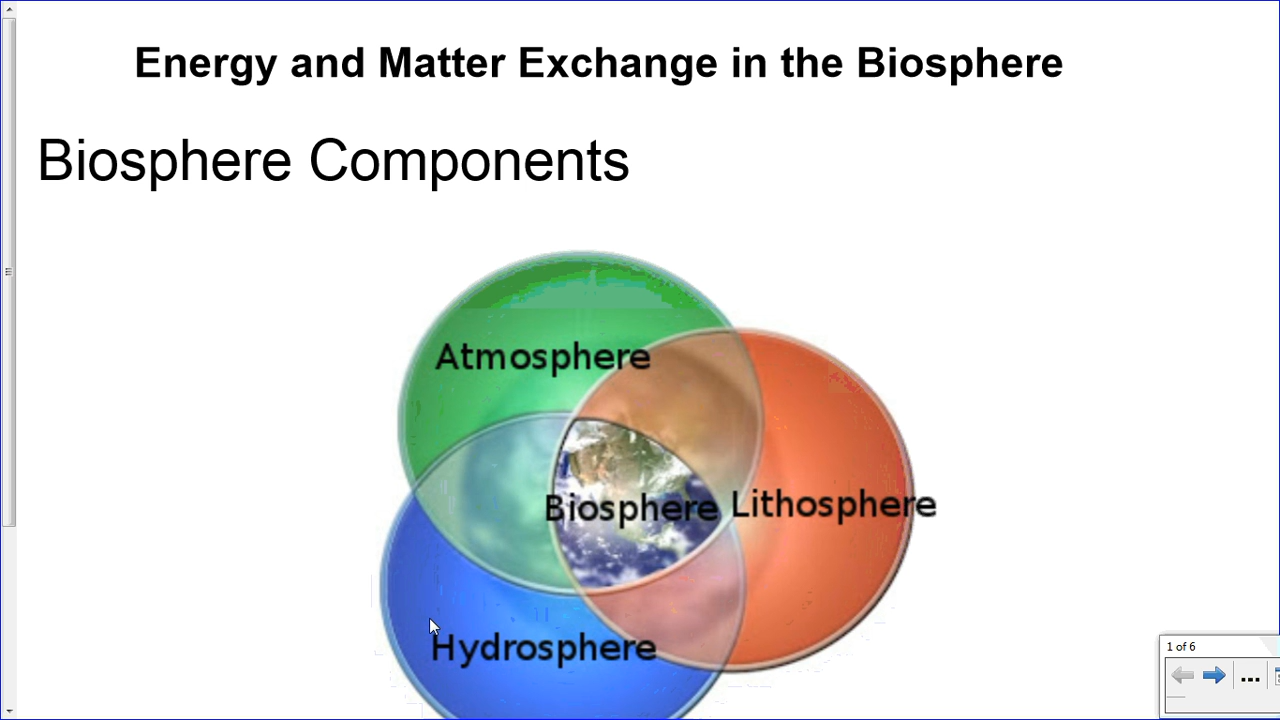 Energy and Matter Exchange in the Biosphere
Biosphere Components
Atmosphere
Biosphere
Lithosphere
Hydrosphere
1 of 6
...